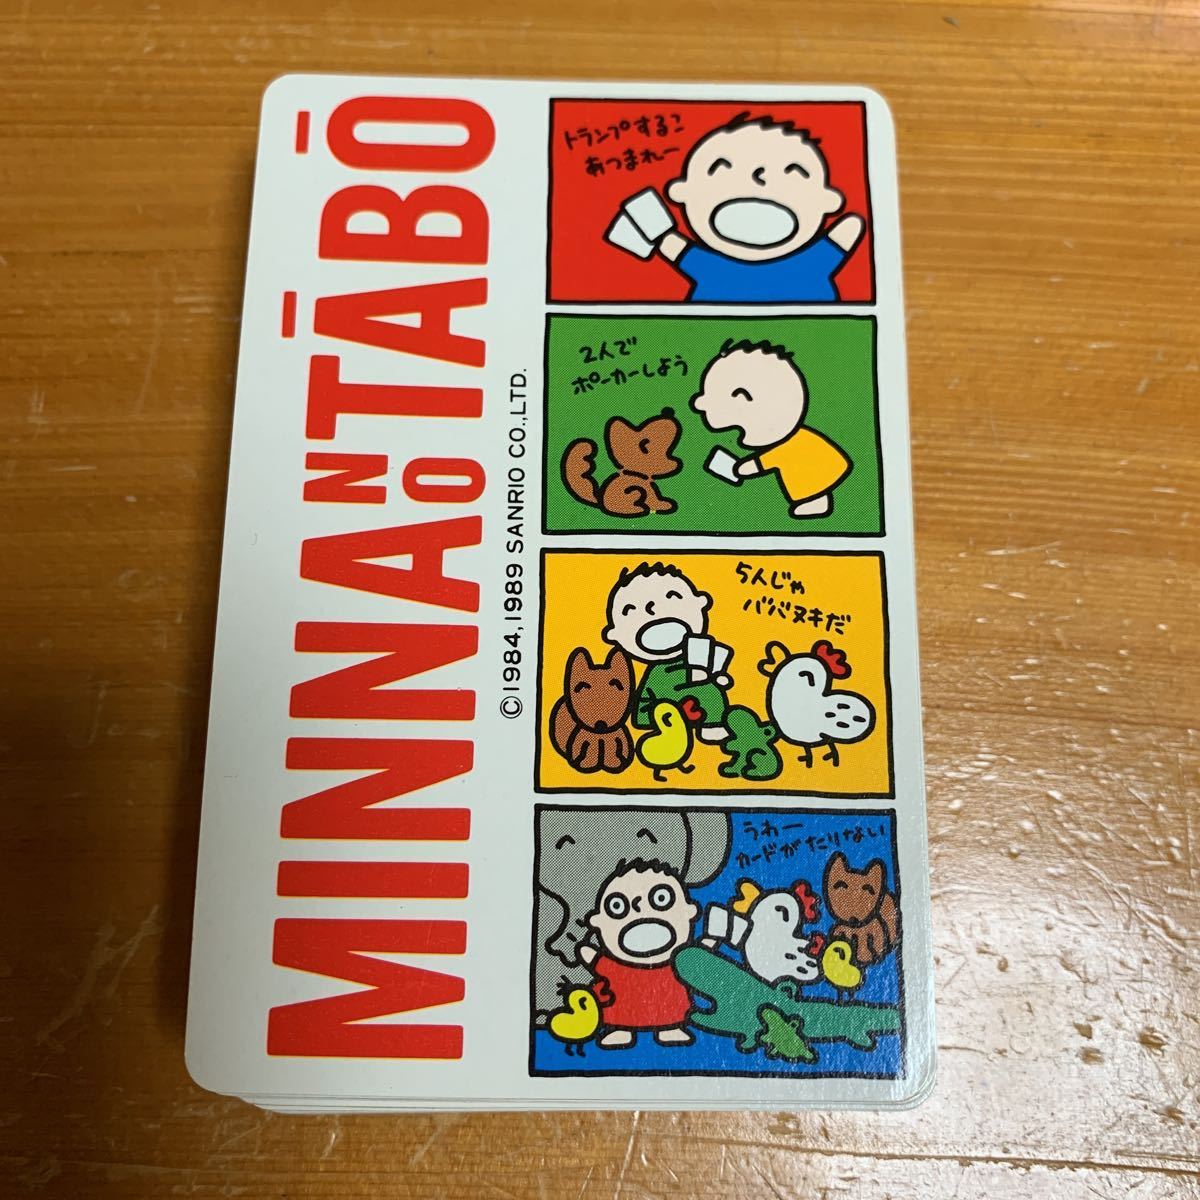 MINNA NO TĀBŌ
©1984,1989 SANRIO CO.,LTD.
トランプするこ
あつまれー
2人で
ポーカーしよう
5人じゃ
ババヌキだ
うわー
カードがたりない